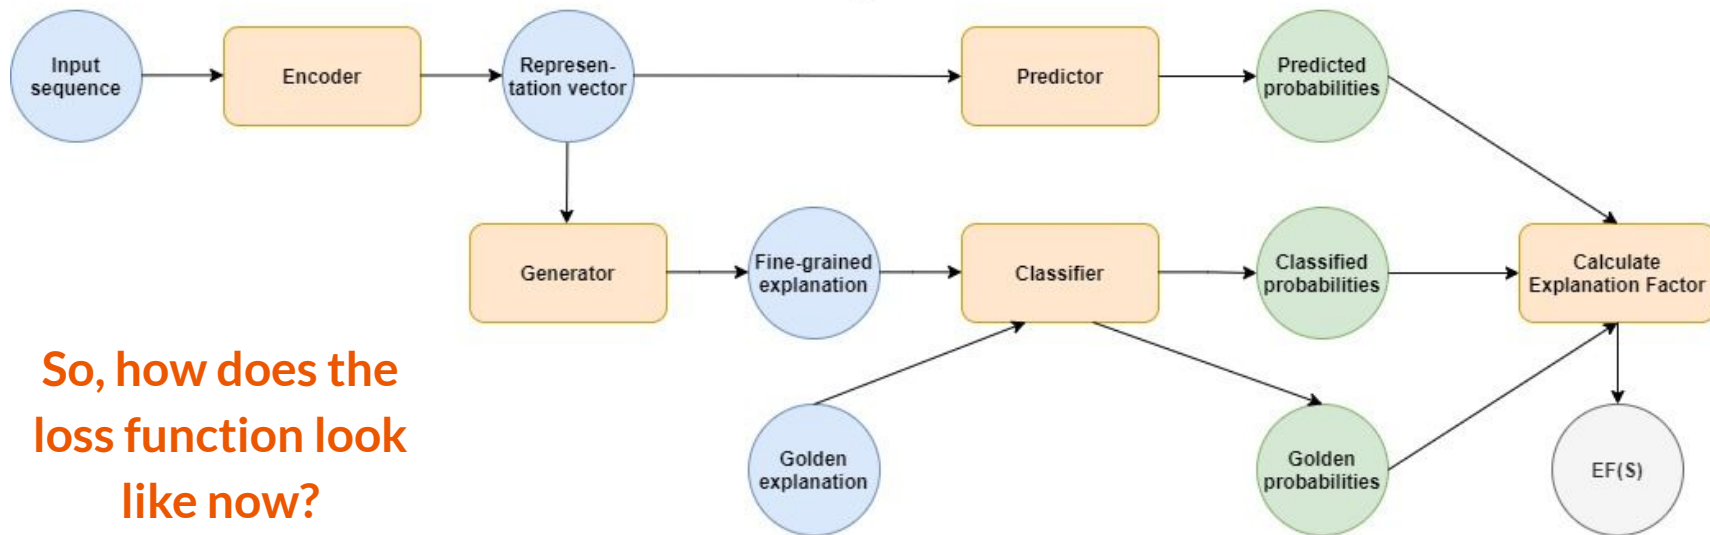 Input
sequence
Encoder
Represen-
tation vector
Predictor
Predicted
probabilities
Generator
Fine-grained
explanation
Classifier
Classified
probabilities
Calculate
Explanation Factor
So, how does the
loss function look
like now?
Golden
explanation
Golden
probabilities
EF(S)